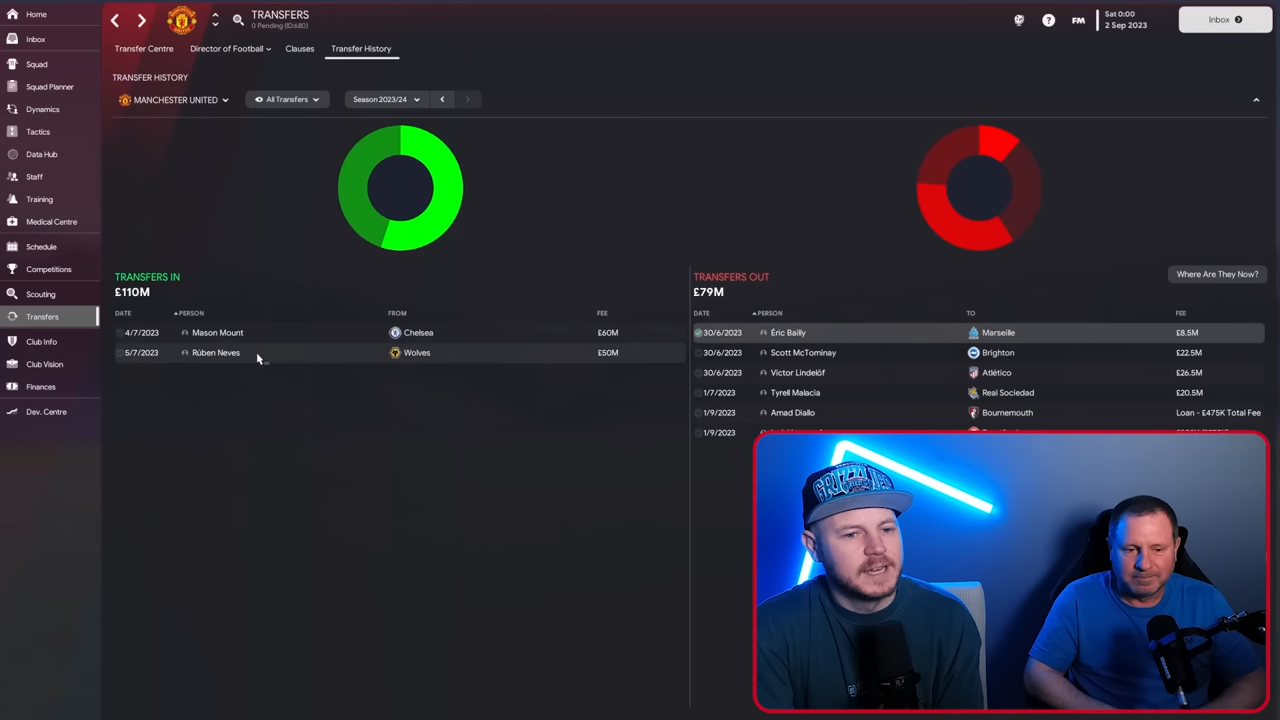 Home
Inbox
Squad
Squad Planner
Dynamics
Tactics
Data Hub
Staff
Training
Medical Centre
Schedule
Competitions
Scouting
Transfers
Club Info
Club Vision
Finances
Dev. Centre
TRANSFERS
0 Pending (ID:680)
FM
Sat 0:00
2 Sep 2023
Inbox
Transfer Centre
Director of Football
Clauses
Transfer History
TRANSFER HISTORY
MANCHESTER UNITED
All Transfers
Season 2023/24
TRANSFERS IN
£110M
DATE PERSON FROM FEE
4/7/2023 Mason Mount Chelsea £60M
5/7/2023 Rúben Neves Wolves £50M
TRANSFERS OUT
£79M
Where Are They Now?
DATE PERSON TO FEE
30/6/2023 Éric Bailly Marseille £8.5M
30/6/2023 Scott McTominay Brighton £22.5M
30/6/2023 Victor Lindelöf Atlético £26.5M
1/7/2023 Tyrell Malacia Real Sociedad £20.5M
1/9/2023 Amad Diallo Bournemouth Loan - £475K Total Fee
1/9/2023
GRIZZLIES